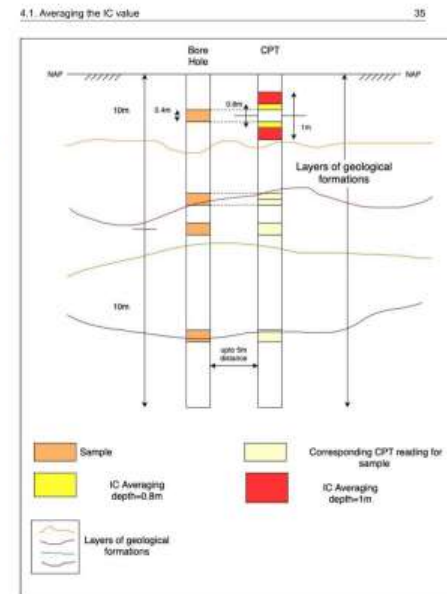 4.1. Averaging the IC value 35
Bore
Hole
CPT
NAP
NAP
10m
0.4m
0.8m
1m
Layers of geological
formations
10m
upto 5m
distance
Sample
Corresponding CPT reading for
sample
IC Averaging
depth=0.8m
IC Averaging
depth=1m
Layers of geological
formations